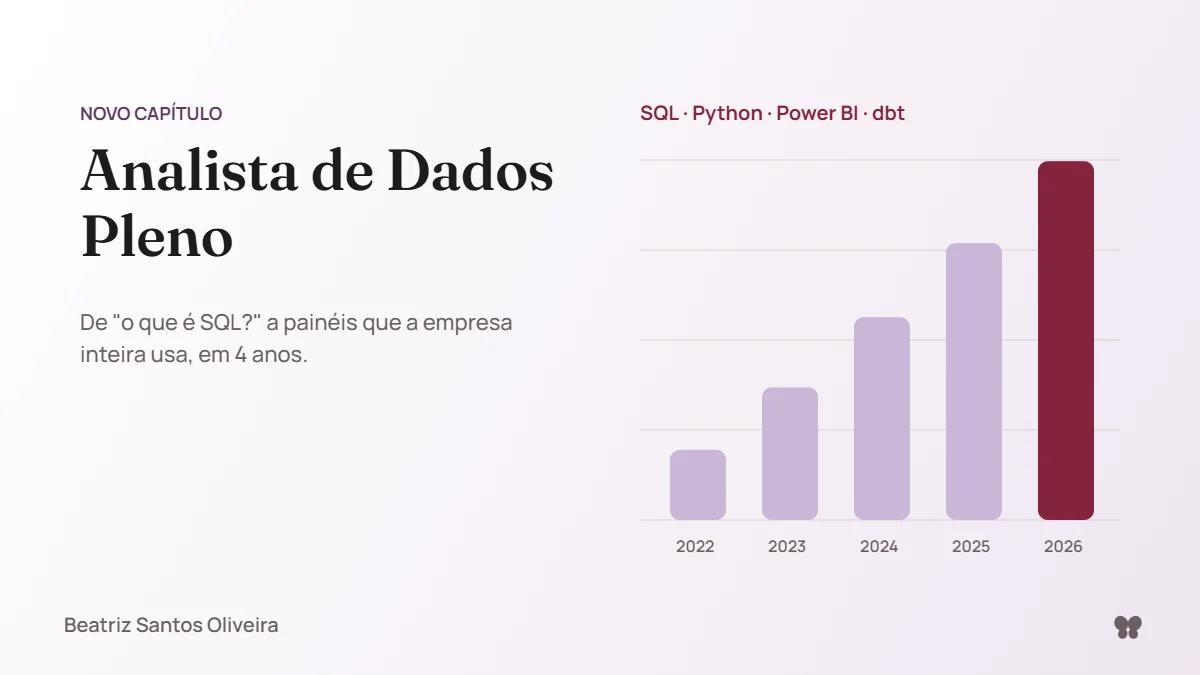 NOVO CAPÍTULO
Analista de Dados
Pleno
De "o que é SQL?" a painéis que a empresa
inteira usa, em 4 anos.
SQL · Python · Power BI · dbt
2022 2023 2024 2025 2026
Beatriz Santos Oliveira